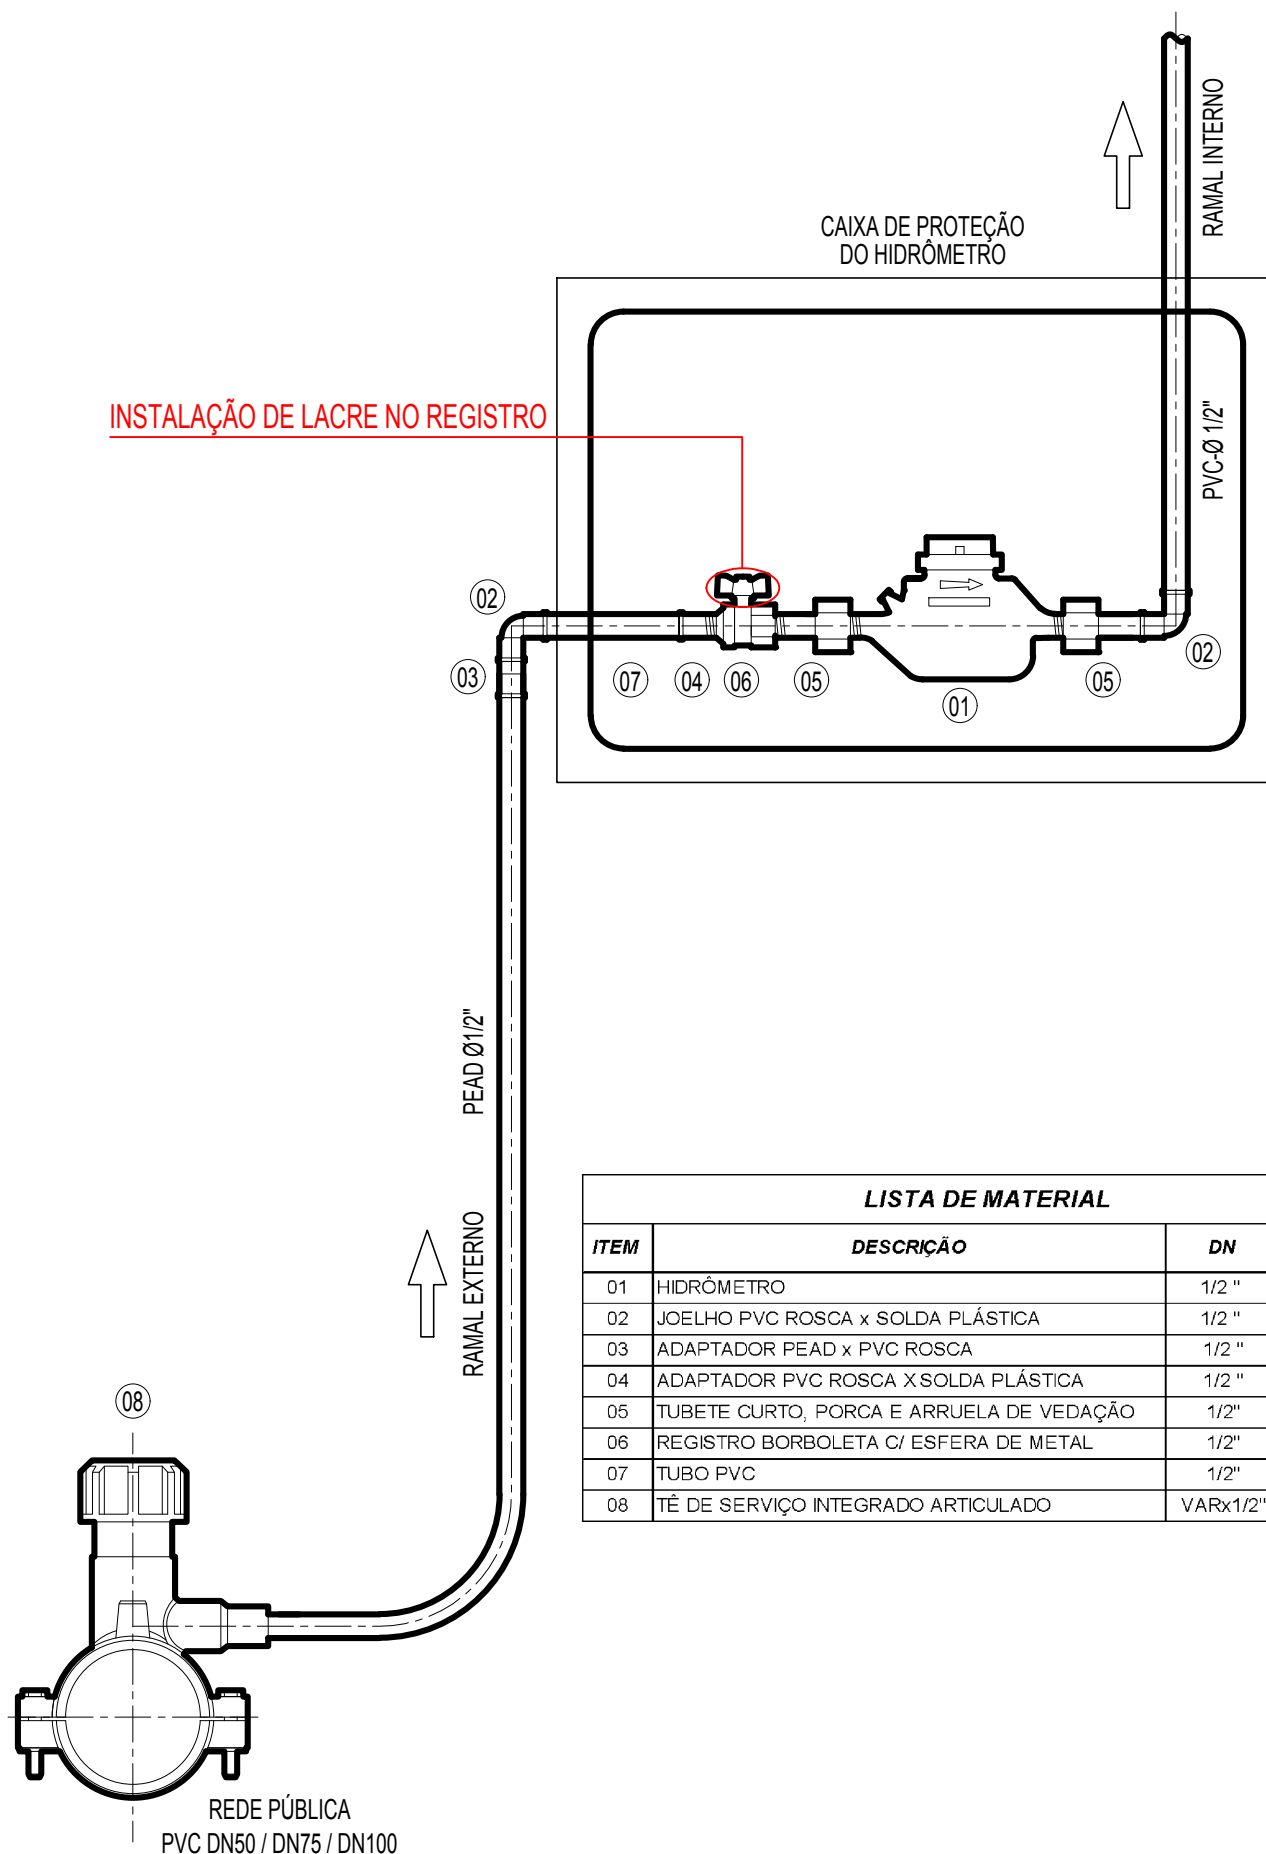 RAMAL INTERNO
CAIXA DE PROTEÇÃO
DO HIDRÔMETRO
INSTALAÇÃO DE LACRE NO REGISTRO
PVC-Ø 1/2"
02
03
07
04
06
05
01
05
02
PEAD Ø1/2"
RAMAL EXTERNO
08
REDE PÚBLICA
PVC DN50 / DN75 / DN100
LISTA DE MATERIAL
ITEM DESCRIÇÃO DN
01 HIDRÔMETRO 1/2 "
02 JOELHO PVC ROSCA x SOLDA PLÁSTICA 1/2 "
03 ADAPTADOR PEAD x PVC ROSCA 1/2 "
04 ADAPTADOR PVC ROSCA X SOLDA PLÁSTICA 1/2 "
05 TUBETE CURTO, PORCA E ARRUELA DE VEDAÇÃO 1/2"
06 REGISTRO BORBOLETA C/ ESFERA DE METAL 1/2"
07 TUBO PVC 1/2"
08 TÊ DE SERVIÇO INTEGRADO ARTICULADO VARx1/2"